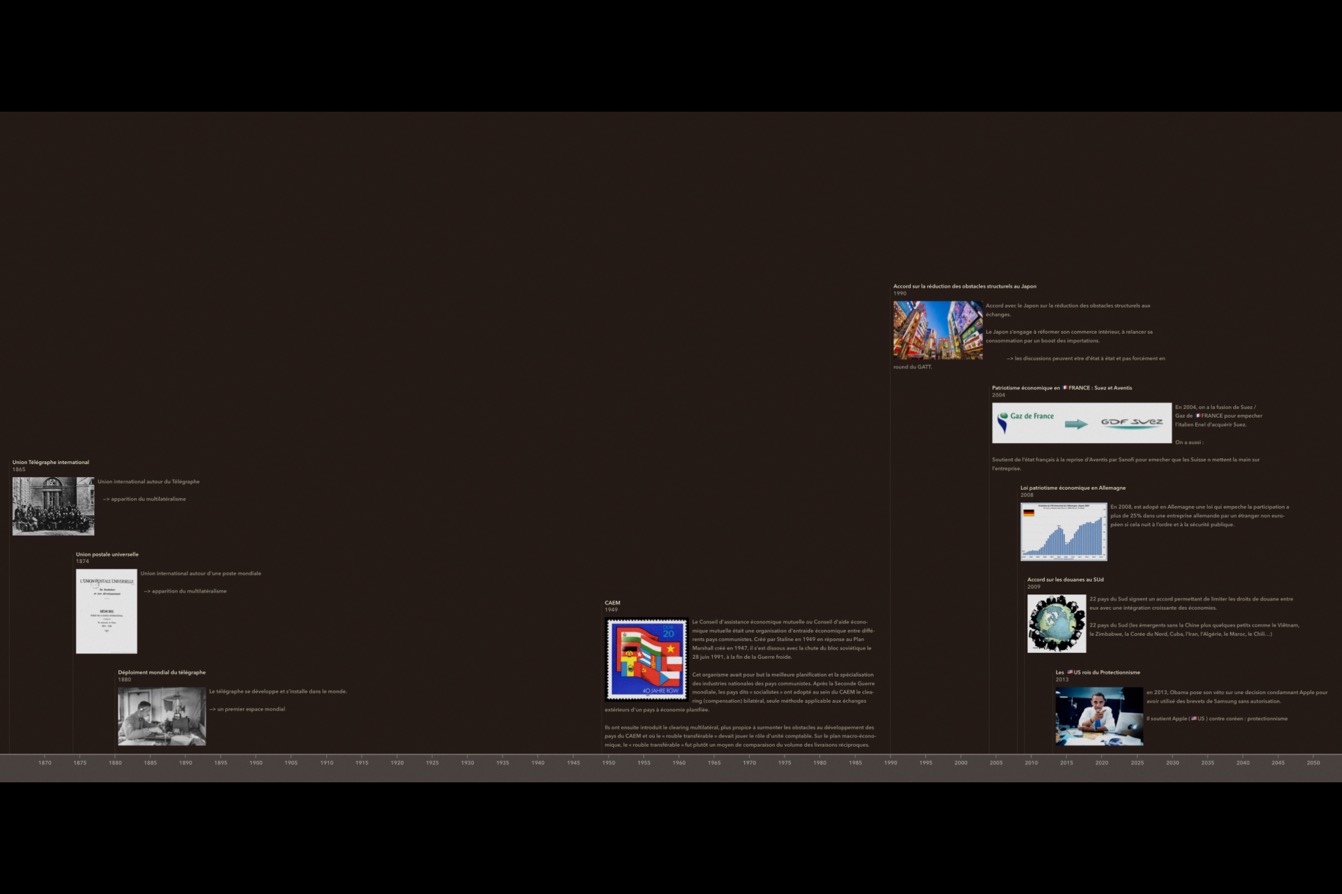 Accord sur la réduction des obstacles structurels au Japon
1990
Accord avec le Japon sur la réduction des obstacles structurels aux
échanges.
Le Japon s'engage à réformer son commerce intérieur, à relancer sa
consommation par un boost des importations.
—> les discussions peuvent etre d'état à état et pas forcément en
round du GATT.
Patriotisme économique en 🇫🇷FRANCE : Suez et Aventis
2004
Gaz de France
GDF SUEZ
En 2004, on a la fusion de Suez /
Gaz de 🇫🇷FRANCE pour empecher
l'italien Enel d'acquérir Suez.
On a aussi :
Soutient de l'état français à la reprise d'Aventis par Sanofi pour emecher que les Suisse n mettent la main sur
l'entreprise.
Union Télégraphe international
1865
Union international autour du Télégraphe
—> apparition du multilatéralisme
Loi patriotisme économique en Allemagne
2008
En 2008, est adopé en Allemagne une loi qui empeche la participation a
plus de 25% dans une entreprise allemande par un étranger non euro-
péen si cela nuit à l'ordre et à la sécurité publique.
Union postale universelle
1874
L'UNION POSTALE UNIVERSELLE
MÉMOIRE
Union international autour d'une poste mondiale
—> apparition du multilatéralisme
Accord sur les douanes au SUd
2009
22 pays du Sud signent un accord permettant de limiter les droits de douane entre
eux avec une intégration croissante des économies.
22 pays du Sud (les émergents sans la Chine plus quelques petits comme le Viêtnam,
le Zimbabwe, la Corée du Nord, Cuba, l'Iran, l'Algérie, le Maroc, le Chili...)
CAEM
1949
20
40 JAHRE RGW
Le Conseil d'assistance économique mutuelle ou Conseil d'aide écono-
mique mutuelle était une organisation d'entraide économique entre diffé-
rents pays communistes. Créé par Staline en 1949 en réponse au Plan
Marshall créé en 1947, il s'est dissous avec la chute du bloc soviétique le
28 juin 1991, à la fin de la Guerre froide.
Cet organisme avait pour but la meilleure planification et la spécialisation
des industries nationales des pays communistes. Après la Seconde Guerre
mondiale, les pays dits « socialistes » ont adopté au sein du CAEM le clea-
ring (compensation) bilatéral, seule méthode applicable aux échanges
extérieurs d'un pays à économie planifiée.
Ils ont ensuite introduit le clearing multilatéral, plus propice à surmonter les obstacles au développement des
pays du CAEM et où le « rouble transférable » devait jouer le rôle d'unité comptable. Sur le plan macro-écono-
mique, le « rouble transférable » fut plutôt un moyen de comparaison du volume des livraisons réciproques.
Déploiment mondial du télégraphe
1880
Le télégraphe se développe et s'installe dans le monde.
—> un premier espace mondial
Les 🇺🇸US rois du Protectionnisme
2013
en 2013, Obama pose son véto sur une decision condamnant Apple pour
avoir utilisé des brevets de Samsung sans autorisation.
Il soutient Apple (🇺🇸US ) contre coréen : protectionnisme
1870 1875 1880 1885 1890 1895 1900 1905 1910 1915 1920 1925 1930 1935 1940 1945 1950 1955 1960 1965 1970 1975 1980 1985 1990 1995 2000 2005 2010 2015 2020 2025 2030 2035 2040 2045 2050